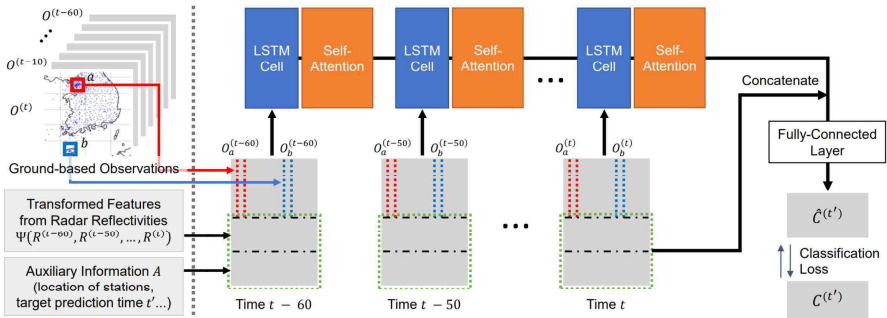 O^(t−60)
O^(t−10)
O^(t)
a
b
Ground-based Observations
Transformed Features
from Radar Reflectivities
Ψ(R^(t−60), R^(t−50), ..., R^(t))
Auxiliary Information A
(location of stations,
target prediction time t′...)
LSTM
Cell
Self-
Attention
LSTM
Cell
Self-
Attention
...
LSTM
Cell
Self-
Attention
O_a^(t−60) O_b^(t−60)
O_a^(t−50) O_b^(t−50)
O_a^(t) O_b^(t)
...
Time t − 60
Time t − 50
Time t
Concatenate
Fully-Connected
Layer
Ĉ^(t′)
Classification
Loss
C^(t′)